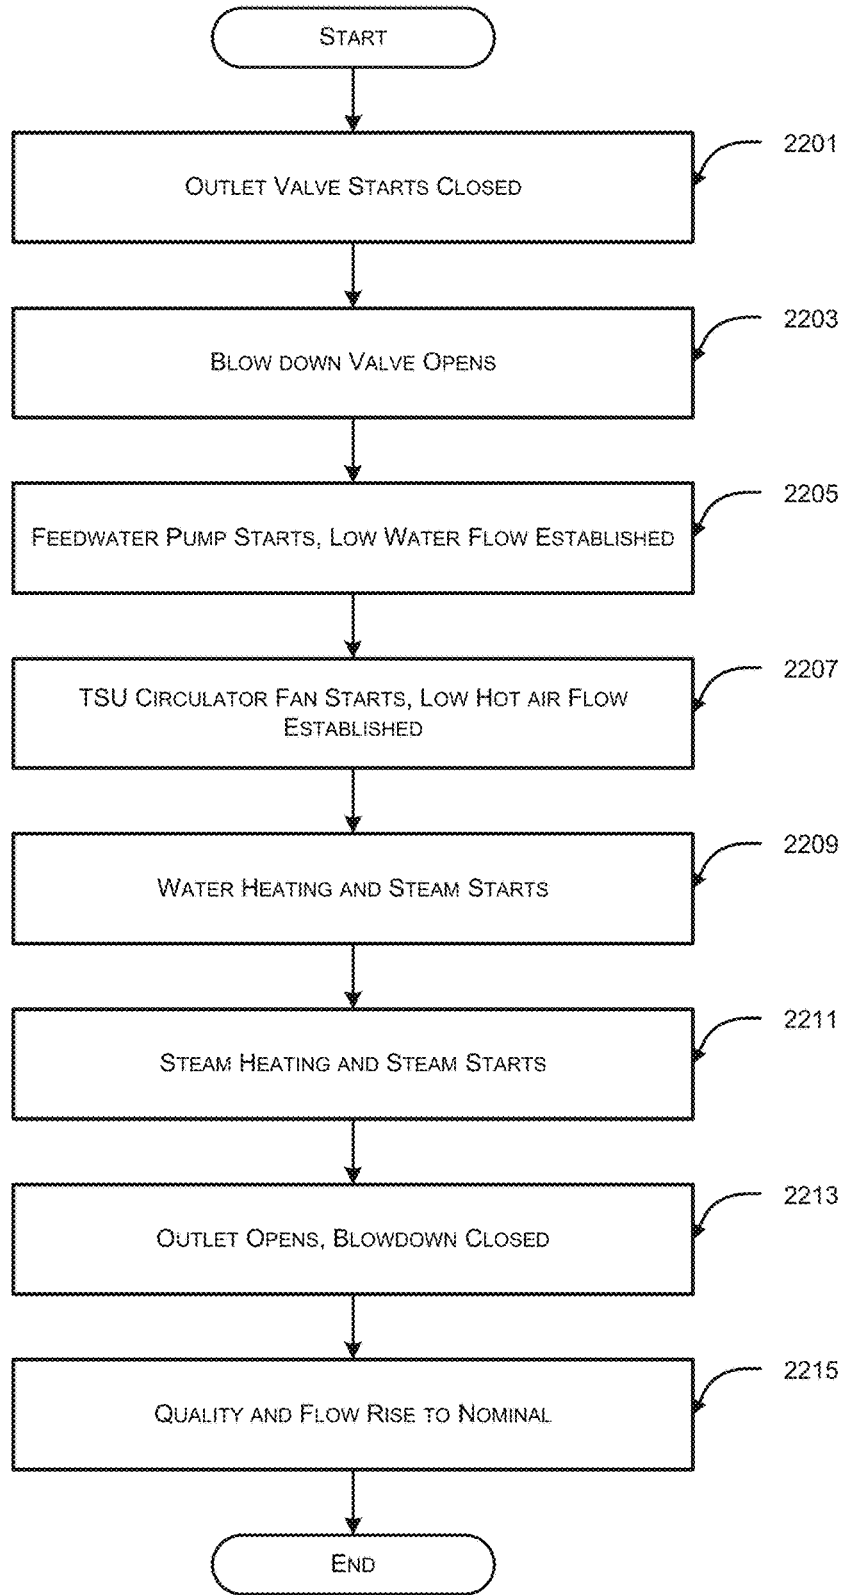 START
2201
OUTLET VALVE STARTS CLOSED
2203
BLOW DOWN VALVE OPENS
2205
FEEDWATER PUMP STARTS, LOW WATER FLOW ESTABLISHED
2207
TSU CIRCULATOR FAN STARTS, LOW HOT AIR FLOW
ESTABLISHED
2209
WATER HEATING AND STEAM STARTS
2211
STEAM HEATING AND STEAM STARTS
2213
OUTLET OPENS, BLOWDOWN CLOSED
2215
QUALITY AND FLOW RISE TO NOMINAL
END